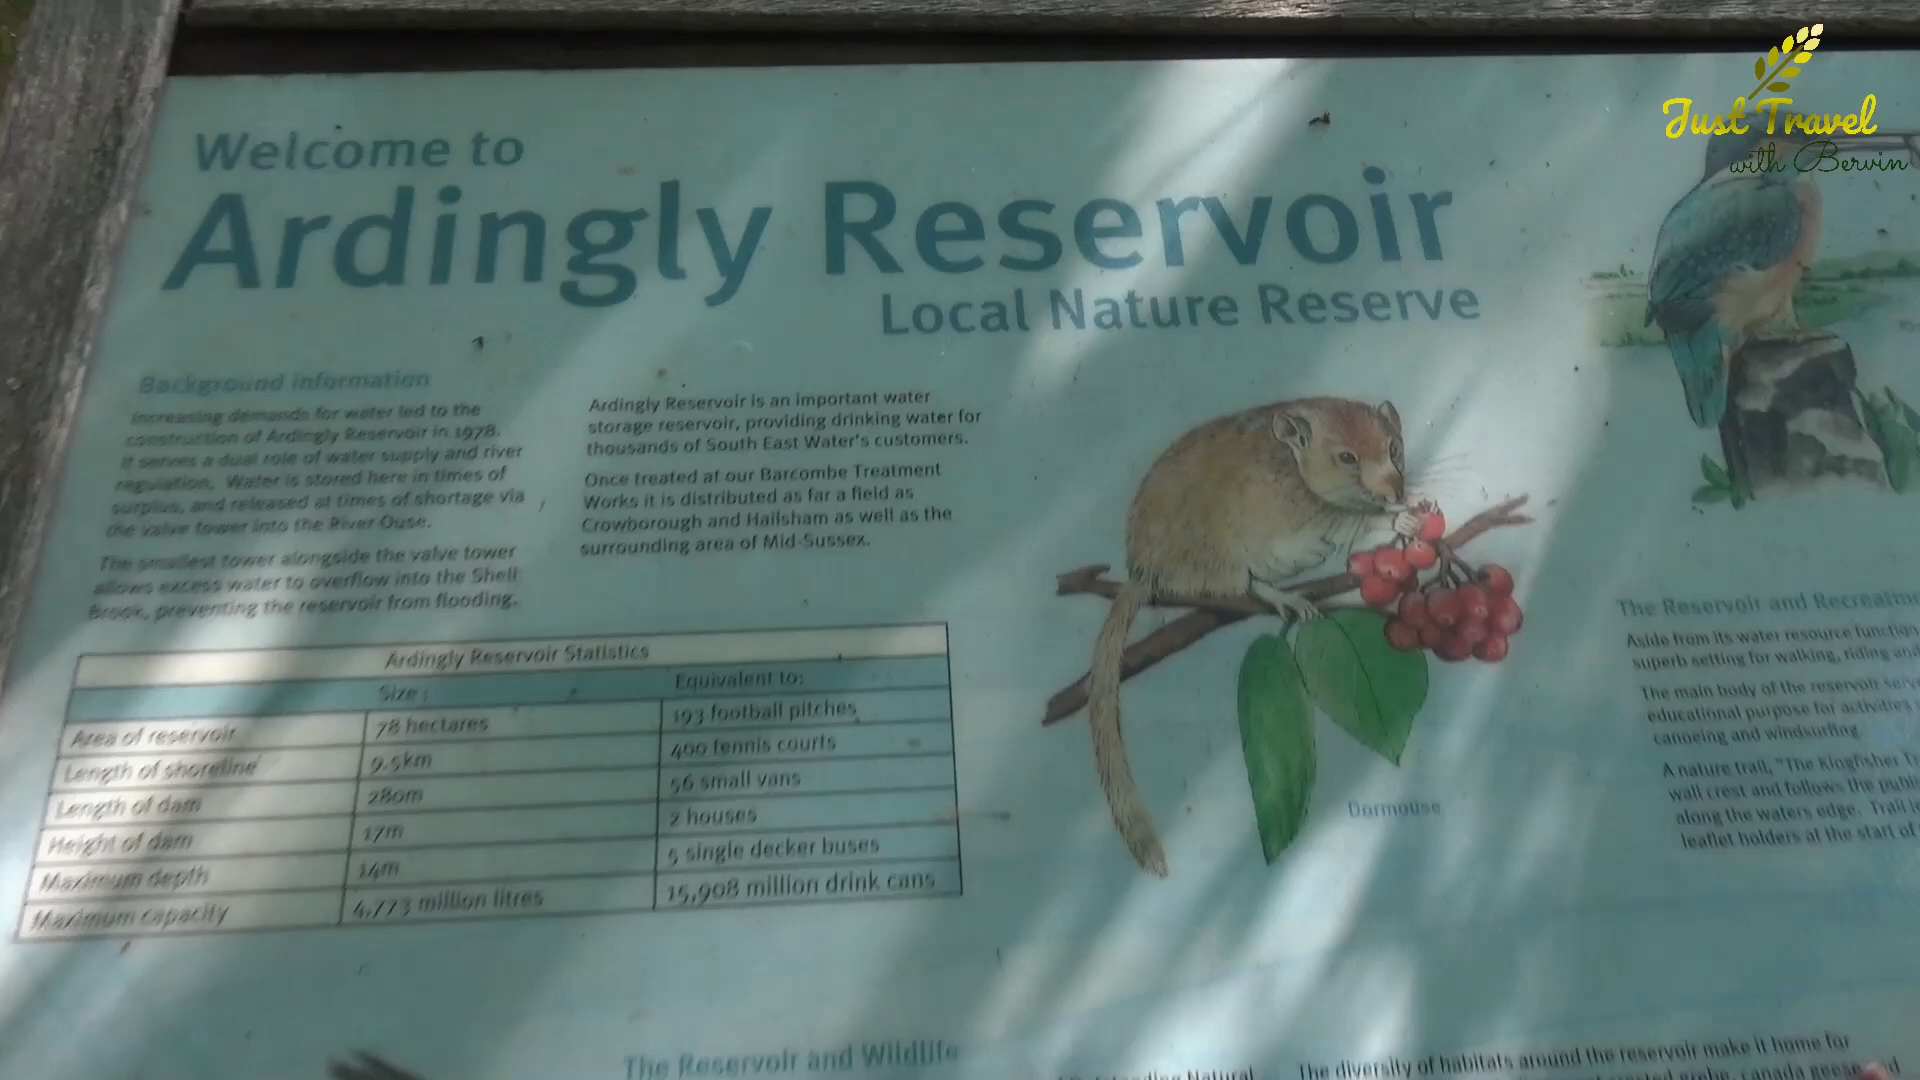 Just Travel
with Bervin
Welcome to
Ardingly Reservoir
Local Nature Reserve
Background information
Increasing demands for water led to the
construction of Ardingly Reservoir in 1978.
It serves a dual role of water supply and river
regulation. Water is stored here in times of
surplus, and released at times of shortage via
the valve tower into the River Ouse.
The smallest tower alongside the valve tower
allows excess water to overflow into the Shell
Brook, preventing the reservoir from flooding.
Ardingly Reservoir is an important water
storage reservoir, providing drinking water for
thousands of South East Water's customers.
Once treated at our Barcombe Treatment
Works it is distributed as far a field as
Crowborough and Hailsham as well as the
surrounding area of Mid-Sussex.
Ardingly Reservoir Statistics
Size: Equivalent to:
Area of reservoir 78 hectares 193 football pitches
Length of shoreline 9.5km 400 tennis courts
Length of dam 280m 56 small vans
Height of dam 17m 2 houses
Maximum depth 14m 5 single decker buses
Maximum capacity 4,773 million litres 15,908 million drink cans
Dormouse
The Reservoir and Recreation
Aside from its water resource function
superb setting for walking, riding and
The main body of the reservoir serve
educational purpose for activities
canoeing and windsurfing.
A nature trail, "The Kingfisher Tr
wall crest and follows the publi
along the waters edge. Trail le
leaflet holders at the start of
The Reservoir and Wildlife
Natural
The diversity of habitats around the reservoir make it home for
crested grebe, canada geese